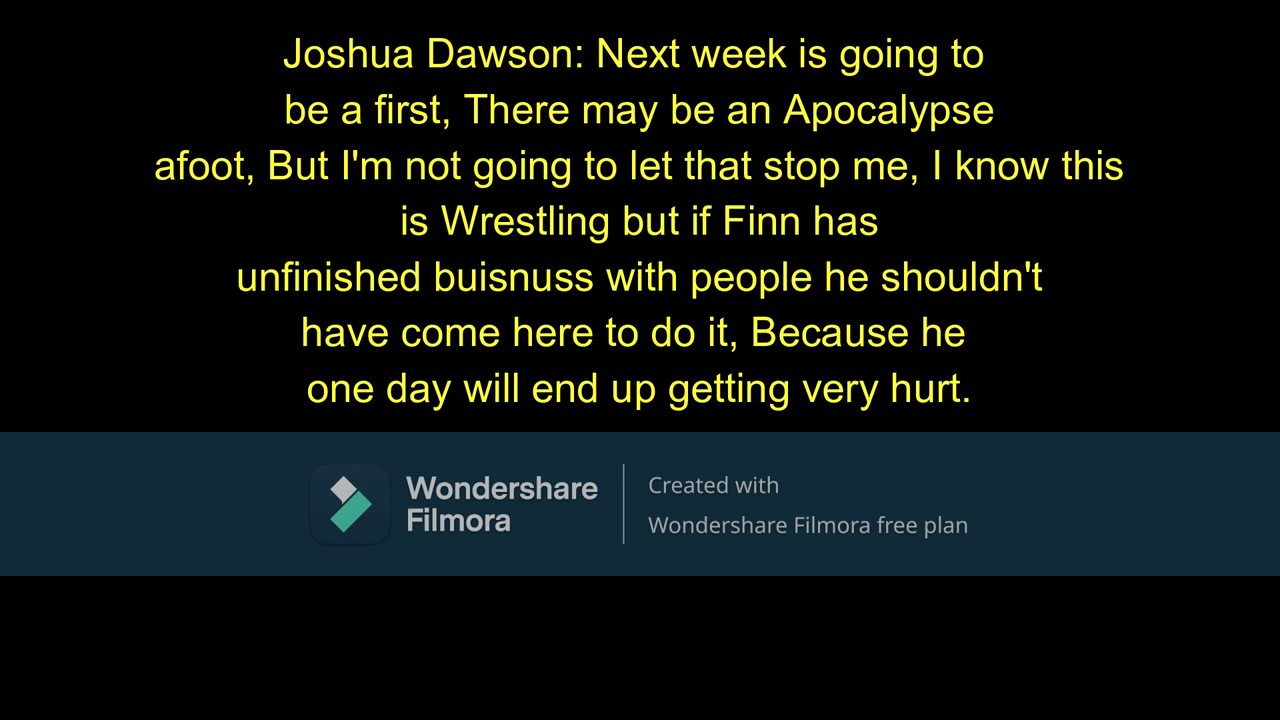 Joshua Dawson: Next week is going to
be a first, There may be an Apocalypse
afoot, But I'm not going to let that stop me, I know this
is Wrestling but if Finn has
unfinished buisnuss with people he shouldn't
have come here to do it, Because he
one day will end up getting very hurt.
Wondershare
Filmora
Created with
Wondershare Filmora free plan